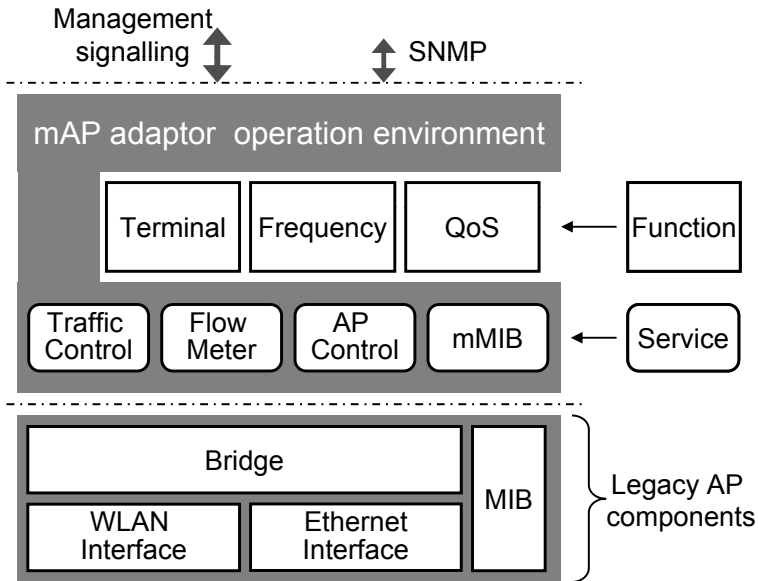 Management
signalling
SNMP
mAP adaptor operation environment
Terminal
Frequency
QoS
Function
Traffic
Control
Flow
Meter
AP
Control
mMIB
Service
Bridge
MIB
WLAN
Interface
Ethernet
Interface
Legacy AP
components